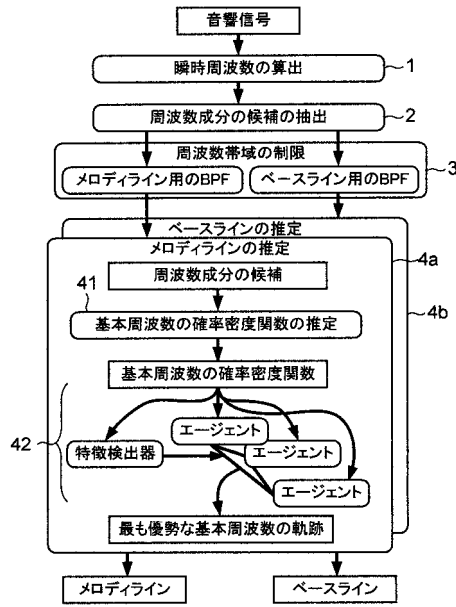 音響信号
瞬時周波数の算出
1
周波数成分の候補の抽出
2
周波数帯域の制限
3
メロディライン用のBPF
ベースライン用のBPF
ベースラインの推定
メロディラインの推定
4a
4b
周波数成分の候補
41
基本周波数の確率密度関数の推定
基本周波数の確率密度関数
42
エージェント
特徴検出器
エージェント
エージェント
最も優勢な基本周波数の軌跡
メロディライン
ベースライン